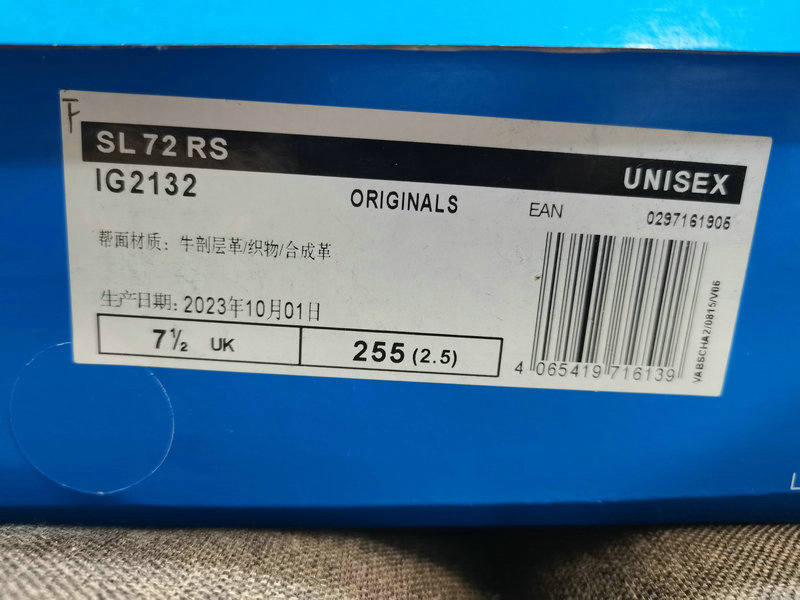 F
SL 72 RS
UNISEX
IG2132
ORIGINALS
EAN
0297161905
帮面材质: 牛剖层革/织物/合成革
生产日期: 2023年10月01日
7½ UK
255 (2.5)
4 065419 716139
VABSCHA2/0815/V06
L